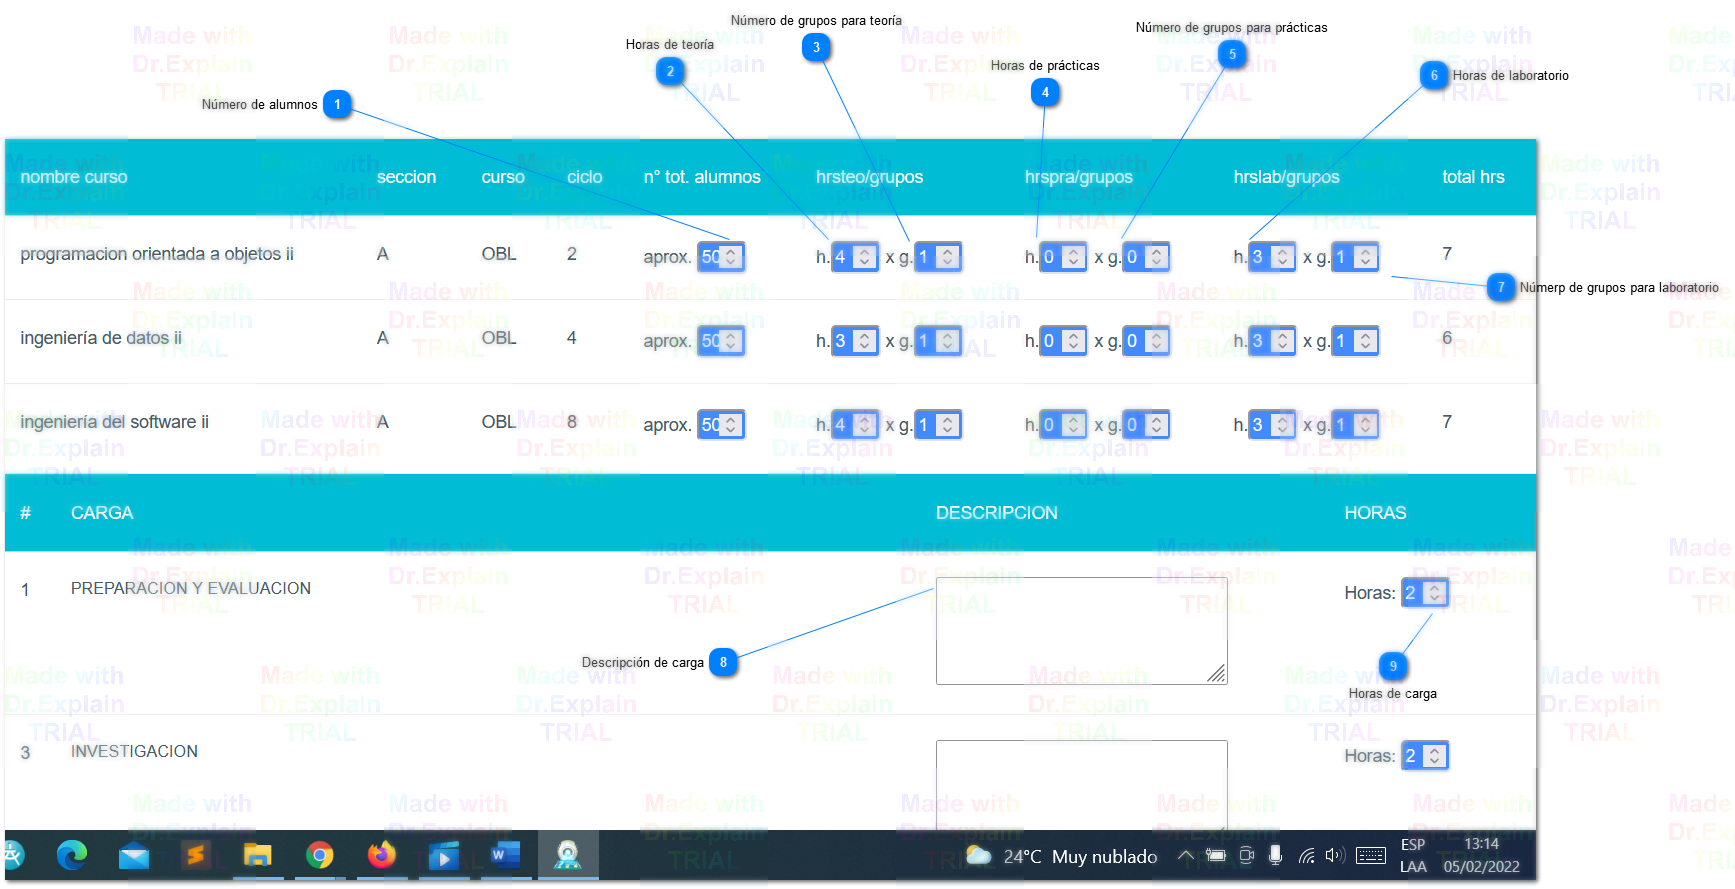 Número de grupos para teoría
3
Número de grupos para prácticas
5
Horas de teoría
2
Horas de prácticas
4
6 Horas de laboratorio
Número de alumnos 1
nombre curso seccion curso ciclo n° tot. alumnos hrsteo/grupos hrspra/grupos hrslab/grupos total hrs
programacion orientada a objetos ii A OBL 2 aprox. 50 h. 4 x g. 1 h. 0 x g. 0 h. 3 x g. 1 7
7 Númerp de grupos para laboratorio
ingeniería de datos ii A OBL 4 aprox. 50 h. 3 x g. 1 h. 0 x g. 0 h. 3 x g. 1 6
ingeniería del software ii A OBL 8 aprox. 50 h. 4 x g. 1 h. 0 x g. 0 h. 3 x g. 1 7
# CARGA DESCRIPCION HORAS
1 PREPARACION Y EVALUACION Horas: 2
Descripción de carga 8
9
Horas de carga
3 INVESTIGACION Horas: 2
24°C Muy nublado ESP 13:14
LAA 05/02/2022
Made with
Dr.Explain
TRIAL